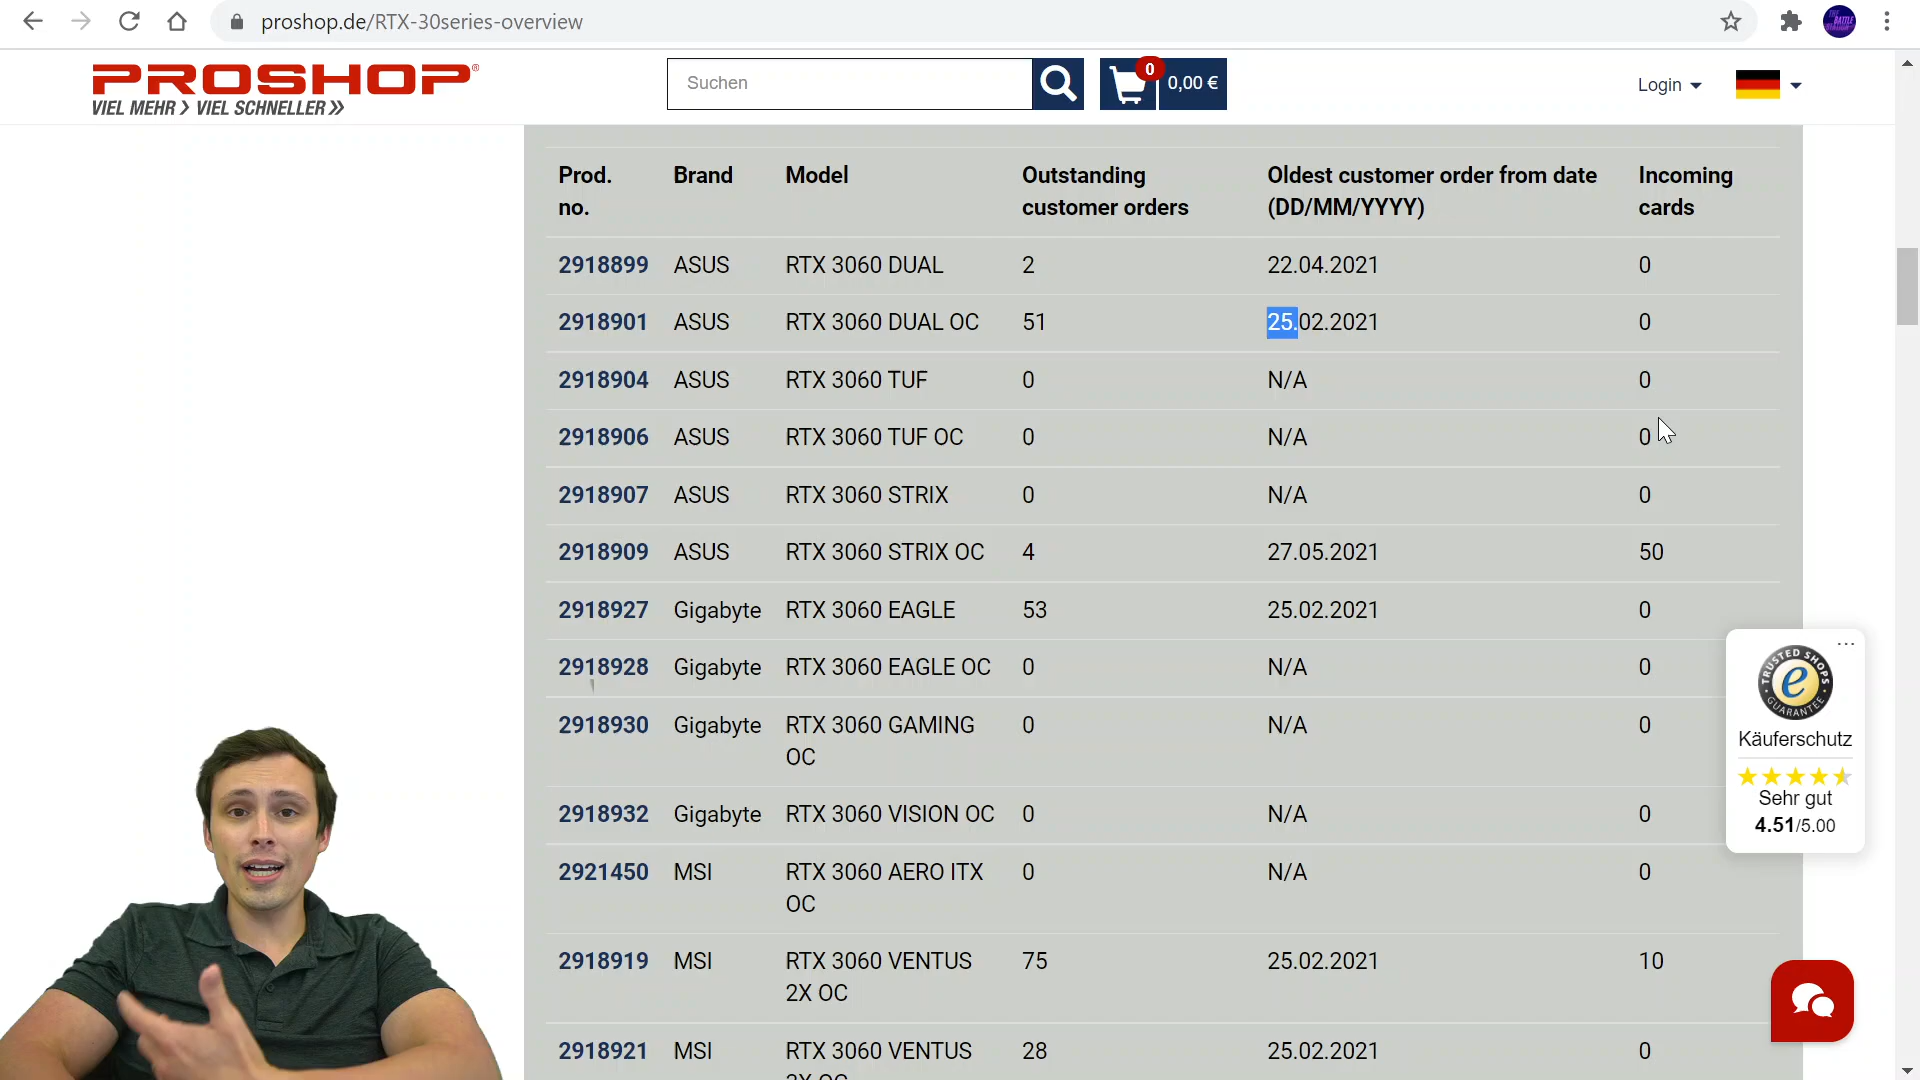 proshop.de/RTX-30series-overview
PROSHOP®
VIEL MEHR > VIEL SCHNELLER >>
Suchen
0
0,00 €
Login
Prod. no. Brand Model Outstanding customer orders Oldest customer order from date (DD/MM/YYYY) Incoming cards
2918899 ASUS RTX 3060 DUAL 2 22.04.2021 0
2918901 ASUS RTX 3060 DUAL OC 51 25.02.2021 0
2918904 ASUS RTX 3060 TUF 0 N/A 0
2918906 ASUS RTX 3060 TUF OC 0 N/A 0
2918907 ASUS RTX 3060 STRIX 0 N/A 0
2918909 ASUS RTX 3060 STRIX OC 4 27.05.2021 50
2918927 Gigabyte RTX 3060 EAGLE 53 25.02.2021 0
2918928 Gigabyte RTX 3060 EAGLE OC 0 N/A 0
2918930 Gigabyte RTX 3060 GAMING OC 0 N/A 0
2918932 Gigabyte RTX 3060 VISION OC 0 N/A 0
2921450 MSI RTX 3060 AERO ITX OC 0 N/A 0
2918919 MSI RTX 3060 VENTUS 2X OC 75 25.02.2021 10
2918921 MSI RTX 3060 VENTUS 28 25.02.2021 0
TRUSTED SHOPS
e
GUARANTEE
Käuferschutz
Sehr gut
4.51/5.00